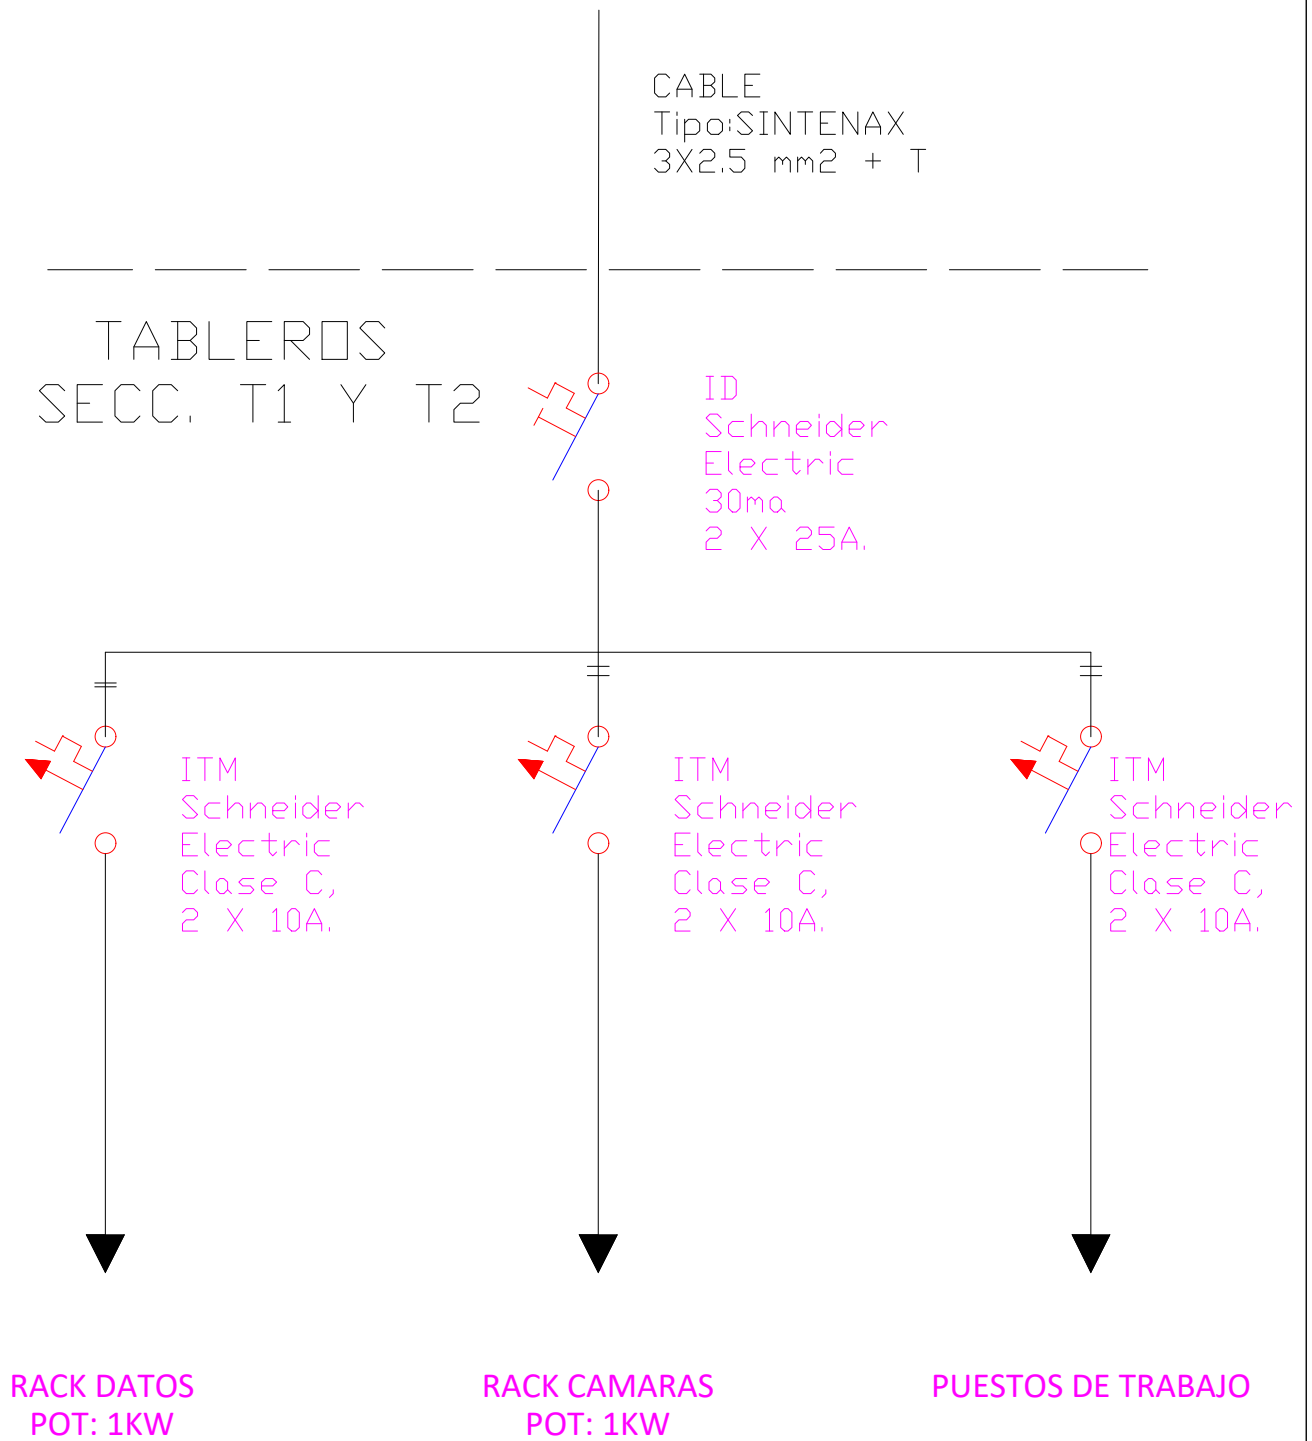 CABLE
Tipo:SINTENAX
3X2.5 mm2 + T
TABLEROS
SECC. T1 Y T2
ID
Schneider
Electric
30ma
2 X 25A.
ITM
Schneider
Electric
Clase C,
2 X 10A.
ITM
Schneider
Electric
Clase C,
2 X 10A.
ITM
Schneider
Electric
Clase C,
2 X 10A.
RACK DATOS
POT: 1KW
RACK CAMARAS
POT: 1KW
PUESTOS DE TRABAJO